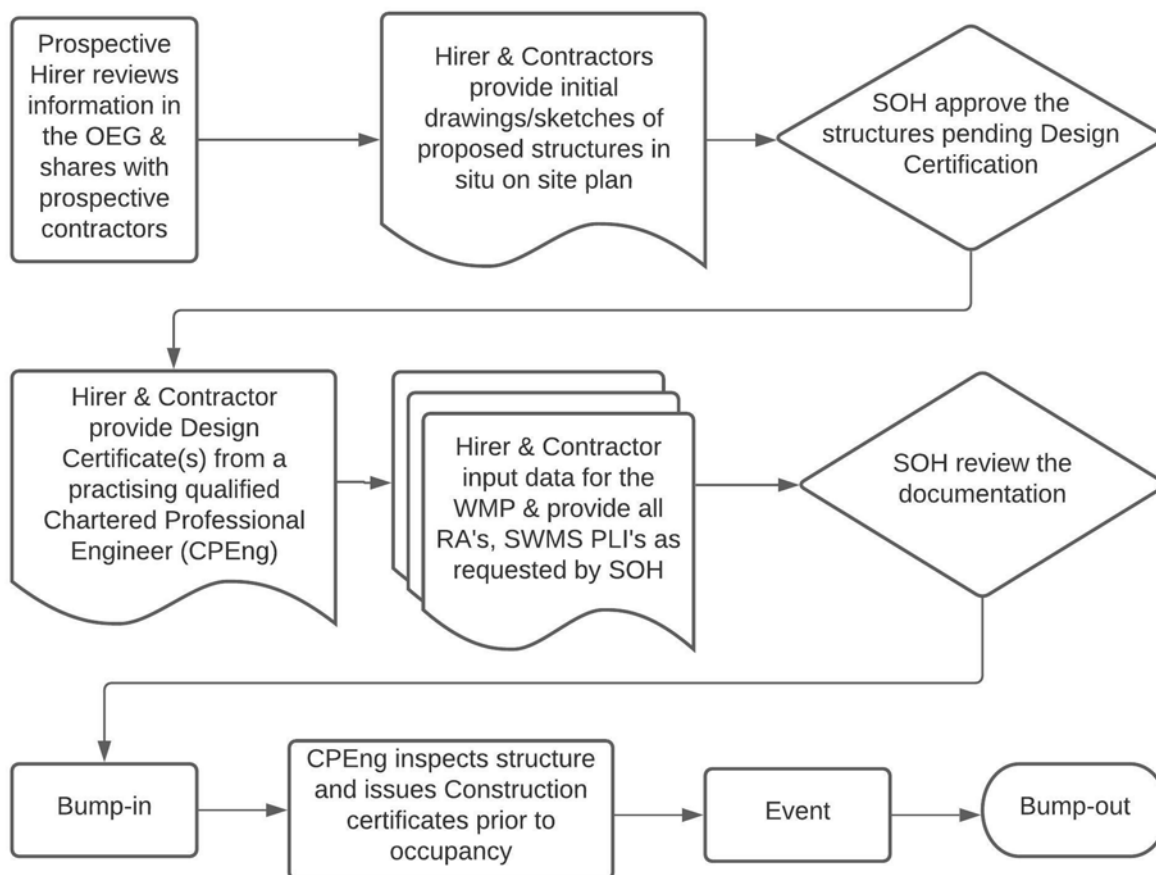 Prospective
Hirer reviews
information in
the OEG &
shares with
prospective
contractors
Hirer & Contractors
provide initial
drawings/sketches of
proposed structures in
situ on site plan
SOH approve the
structures pending Design
Certification
Hirer & Contractor
provide Design
Certificate(s) from a
practising qualified
Chartered Professional
Engineer (CPEng)
Hirer & Contractor
input data for the
WMP & provide all
RA's, SWMS PLI's as
requested by SOH
SOH review the
documentation
Bump-in
CPEng inspects structure
and issues Construction
certificates prior to
occupancy
Event
Bump-out